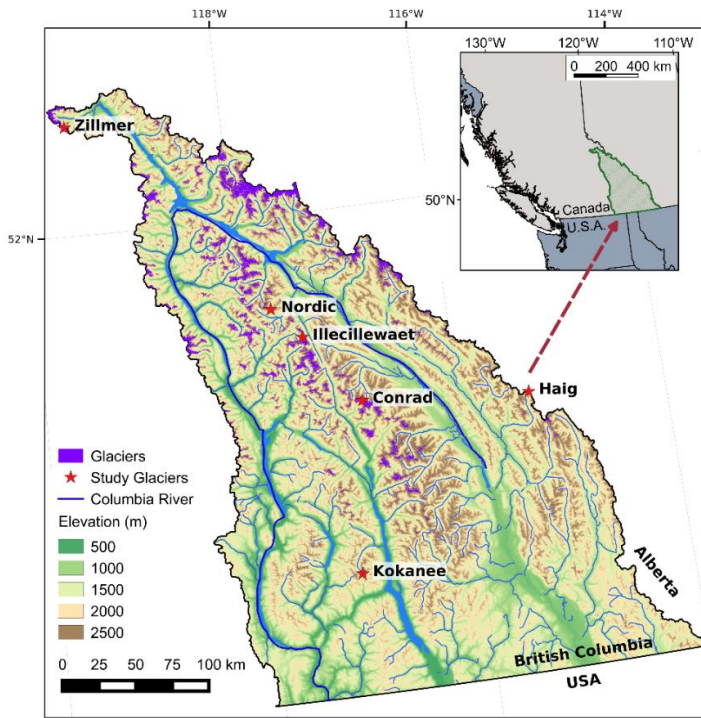 118°W
116°W
114°W
130°W
120°W
110°W
0 200 400 km
50°N
Canada
U.S.A.
52°N
Zillmer
Nordic
Illecillewaet
Conrad
Haig
Kokanee
Glaciers
Study Glaciers
Columbia River
Elevation (m)
500
1000
1500
2000
2500
0 25 50 75 100 km
Alberta
British Columbia
USA